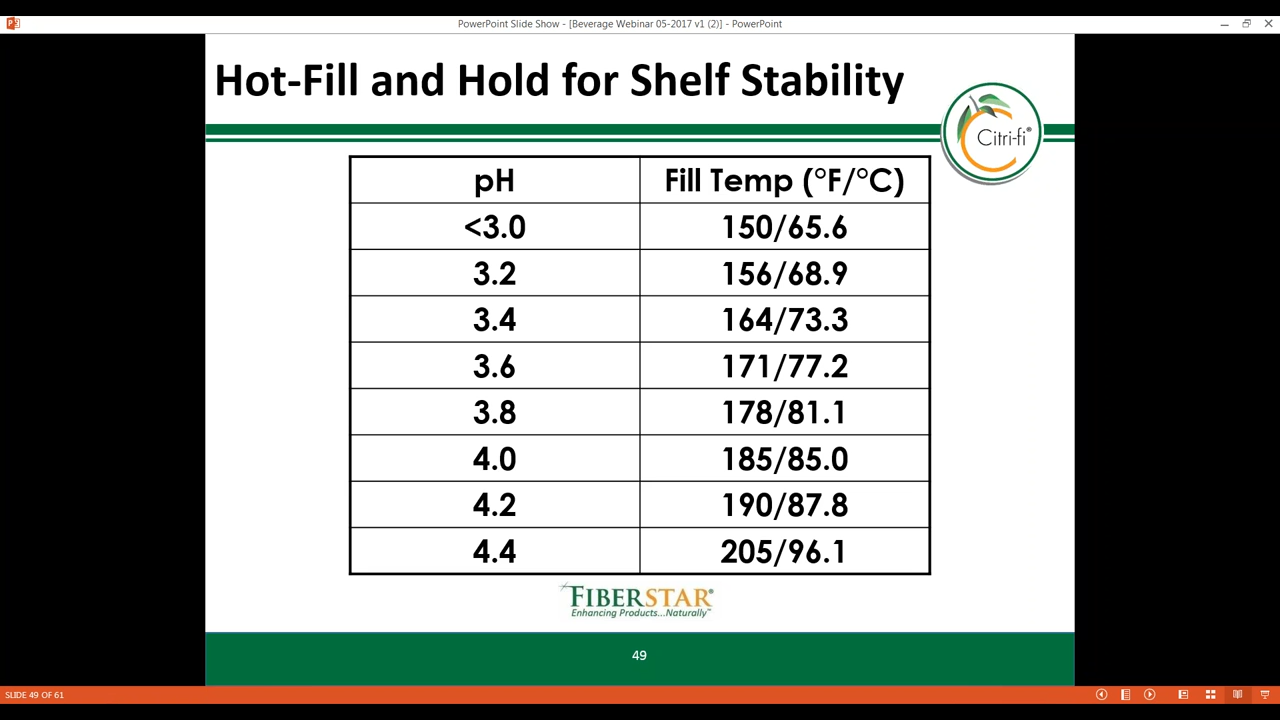 PowerPoint Slide Show - [Beverage Webinar 05-2017 v1 (2)] - PowerPoint
Hot-Fill and Hold for Shelf Stability
Citri-fi®
pH Fill Temp (°F/°C)
<3.0 150/65.6
3.2 156/68.9
3.4 164/73.3
3.6 171/77.2
3.8 178/81.1
4.0 185/85.0
4.2 190/87.8
4.4 205/96.1
FIBERSTAR®
Enhancing Products...Naturally™
49
SLIDE 49 OF 61